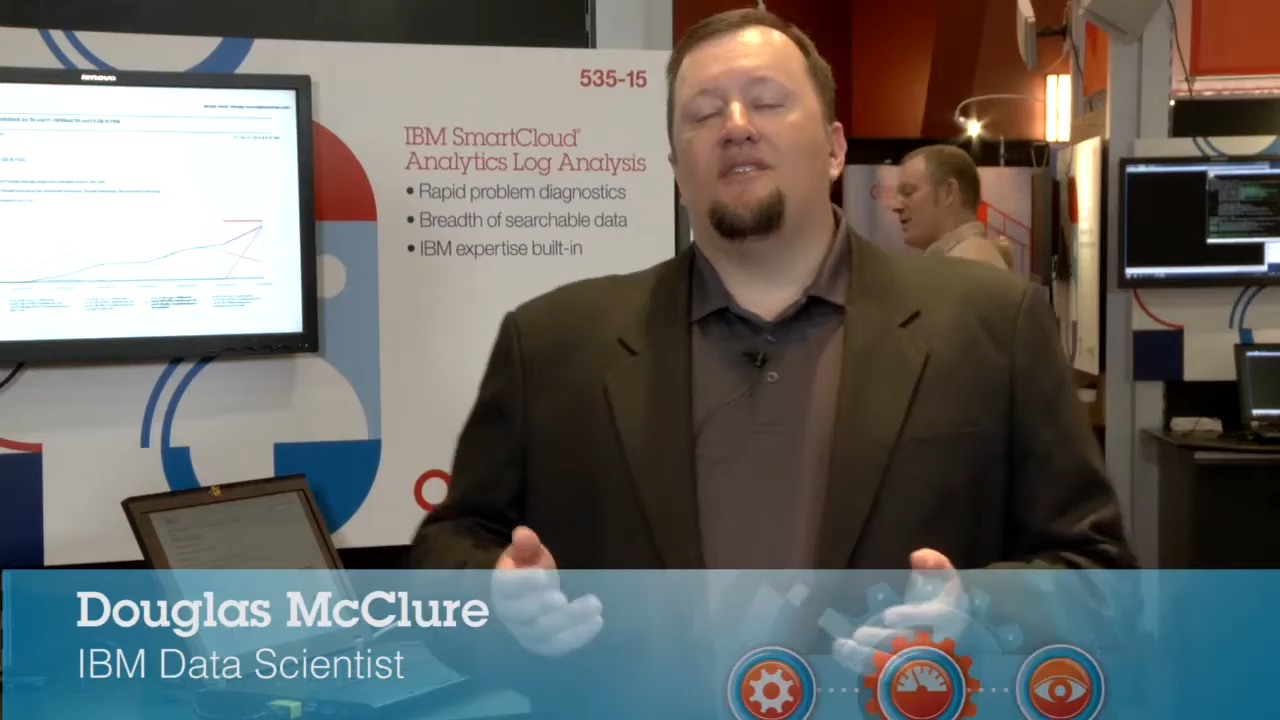 lenovo
535-15
IBM SmartCloud®
Analytics Log Analysis
• Rapid problem diagnostics
• Breadth of searchable data
• IBM expertise built-in
Douglas McClure
IBM Data Scientist